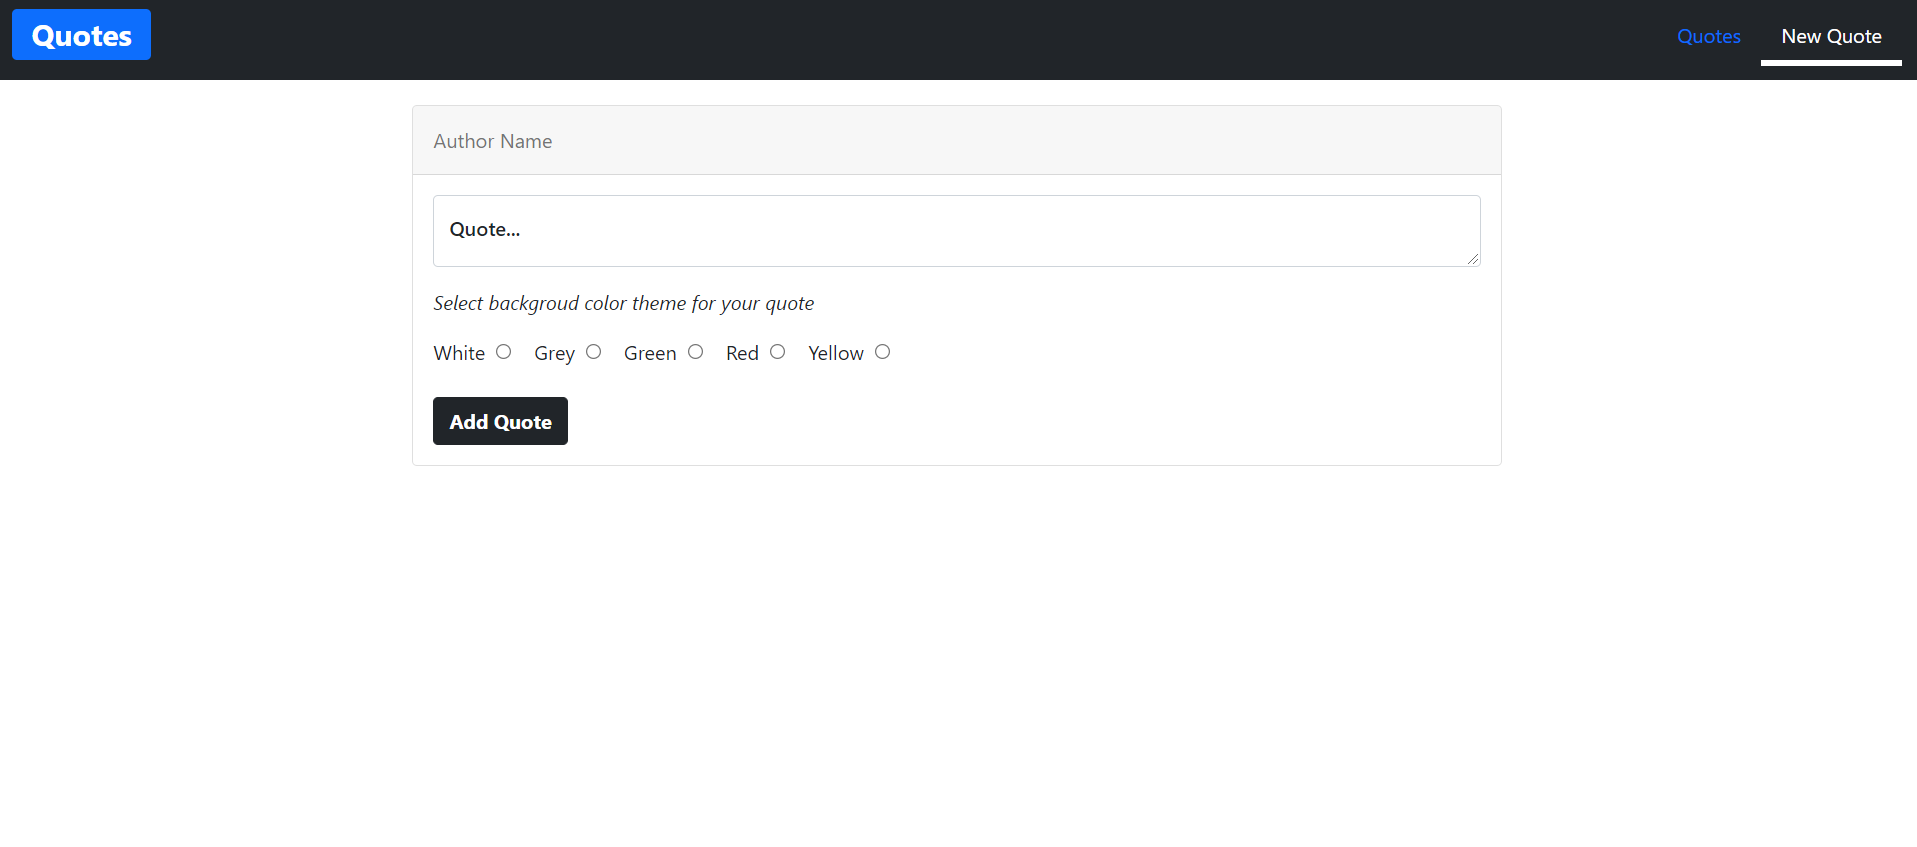 Quotes
Quotes New Quote
Author Name
Quote...
Select backgroud color theme for your quote
White Grey Green Red Yellow
Add Quote